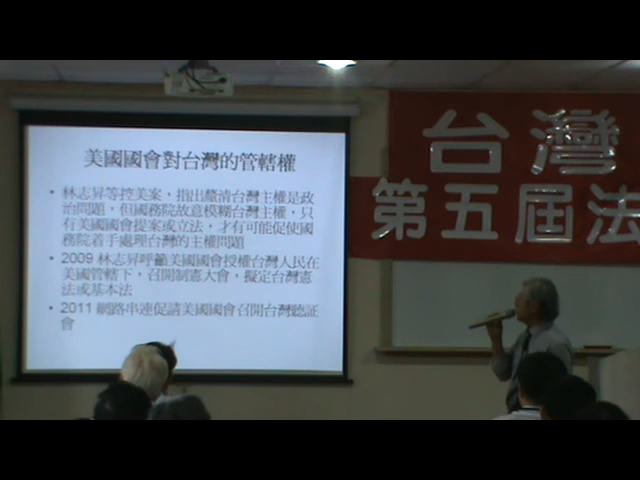 美國國會對台灣的管轄權
• 林志昇等控美案，指出釐清台灣主權是政
治問題，但國務院故意模糊台灣主權，只
有美國國會提案或立法，才有可能促使國
務院着于處理台灣的主權問題
• 2009 林志昇呼籲美國國會授權台灣人民在
美國管轄下，召開制憲大會，擬定台灣憲
法或基本法
• 2011 網路串連促請美國國會召開台灣聽証
會
台灣
第五屆法